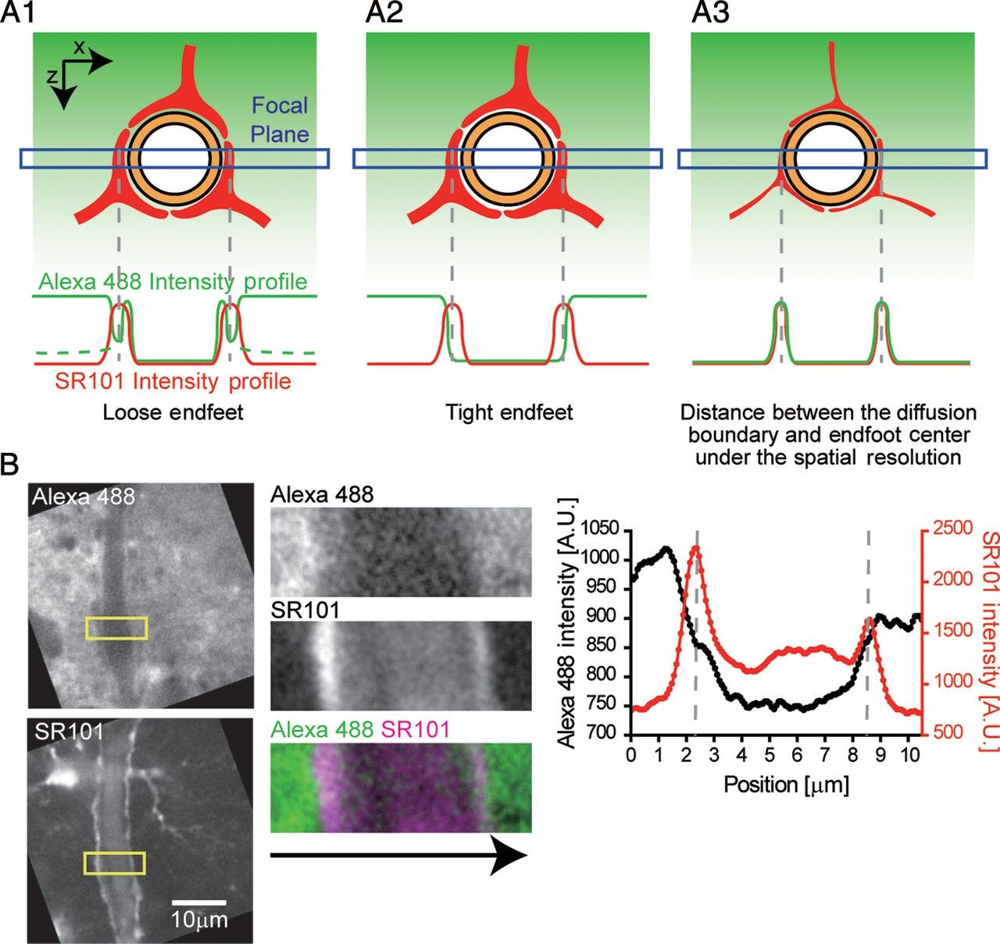 A1
A2
A3
x
z
Focal
Plane
Alexa 488 Intensity profile
SR101 Intensity profile
Loose endfeet
Tight endfeet
Distance between the diffusion
boundary and endfoot center
under the spatial resolution
B
Alexa 488
SR101
10μm
Alexa 488
SR101
Alexa 488 SR101
Alexa 488 intensity [A.U.]
1050
1000
950
900
850
800
750
700
0 1 2 3 4 5 6 7 8 9 10
Position [μm]
2500
2000
1500
1000
500
SR101 intensity [A.U.]